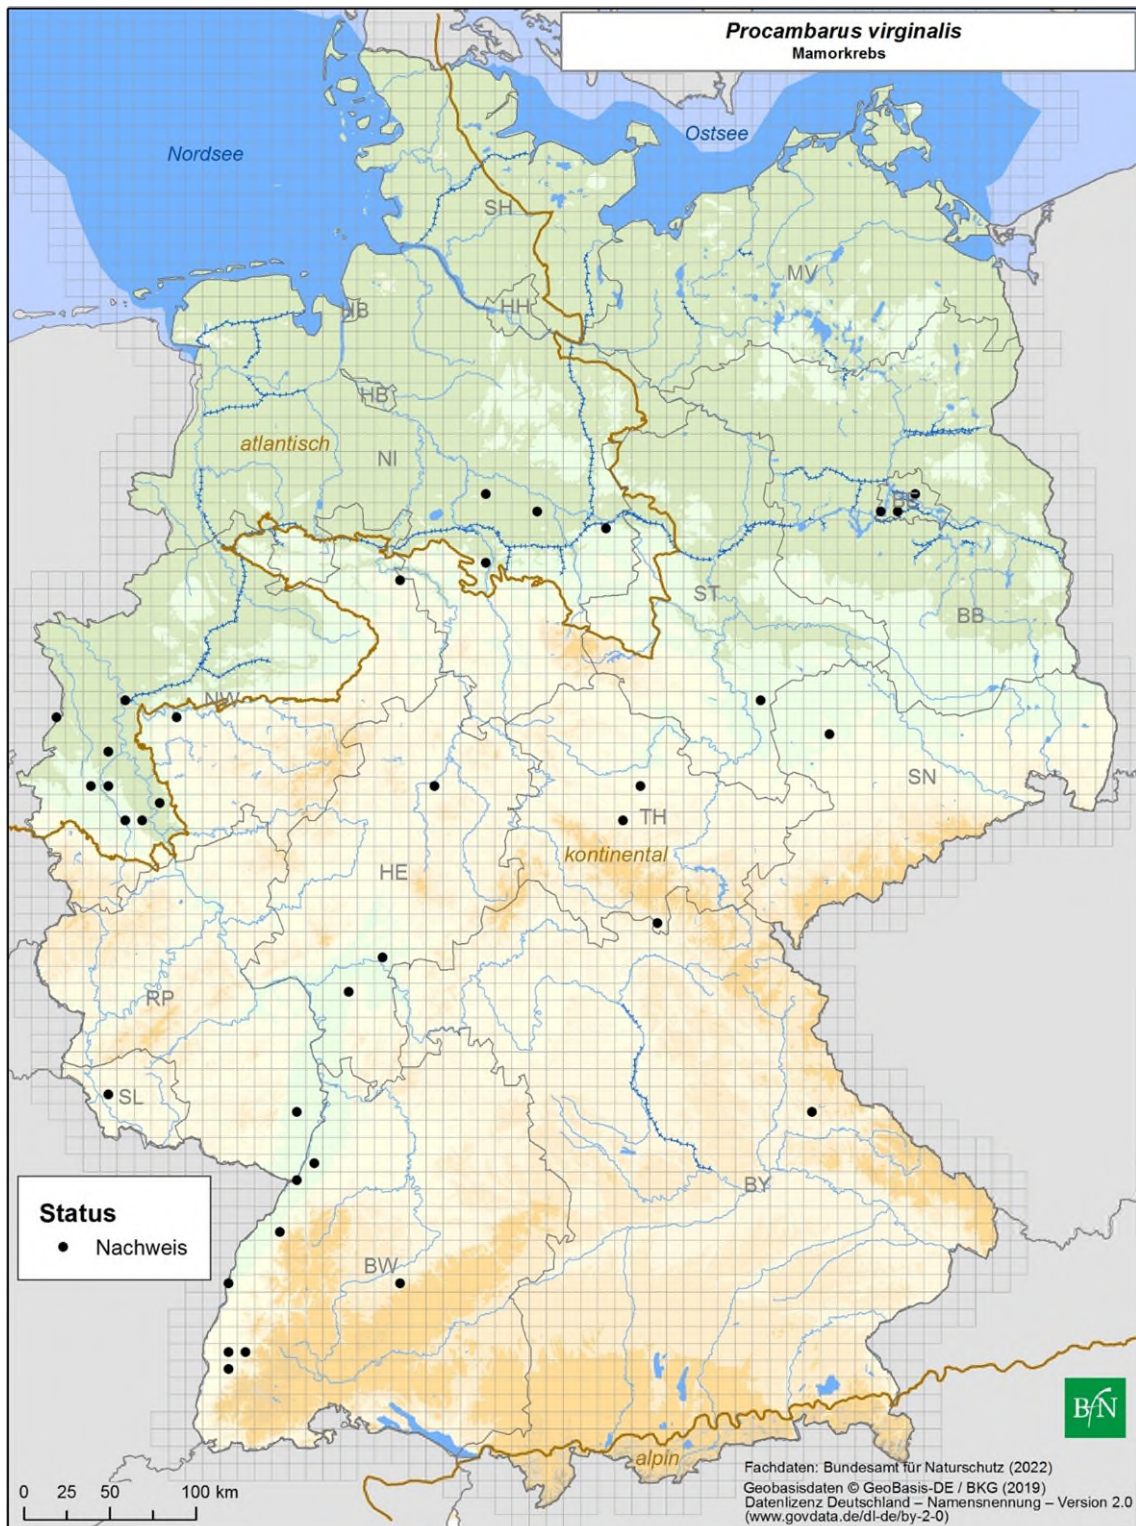 Procambarus virginalis
Mamorkrebs
Ostsee
Nordsee
SH
MV
HH
HB
HB
atlantisch
NI
BE
ST
BB
NW
SN
TH
kontinental
HE
RP
SL
Status
Nachweis
BY
BW
BfN
alpin
Fachdaten: Bundesamt für Naturschutz (2022)
Geobasisdaten © GeoBasis-DE / BKG (2019)
Datenlizenz Deutschland – Namensnennung – Version 2.0
(www.govdata.de/dl-de/by-2-0)
0 25 50 100 km